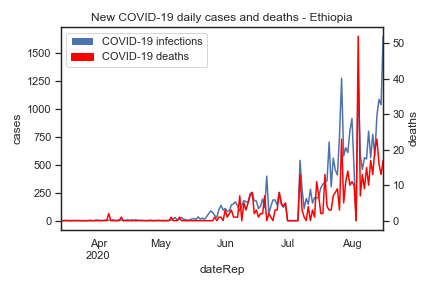 New COVID-19 daily cases and deaths - Ethiopia
COVID-19 infections
COVID-19 deaths
cases
1500
1250
1000
750
500
250
0
deaths
50
40
30
20
10
0
Apr
2020
May
Jun
Jul
Aug
dateRep